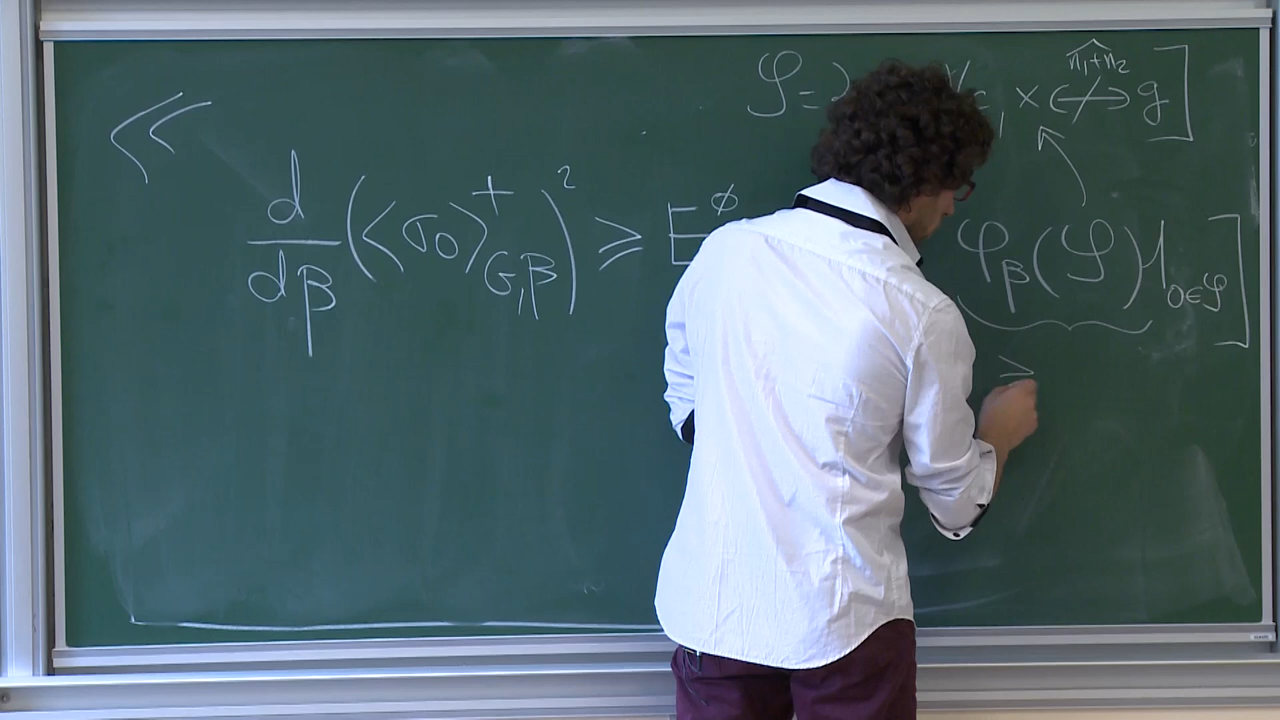 𝒮 = x ⟷̸ g ]
n₁+n₂
<<
d/dβ (<σ₀>⁺_{G,β})² ≥ E^∅ φ_β(𝒮) 1_{0∈𝒮} ]
≥